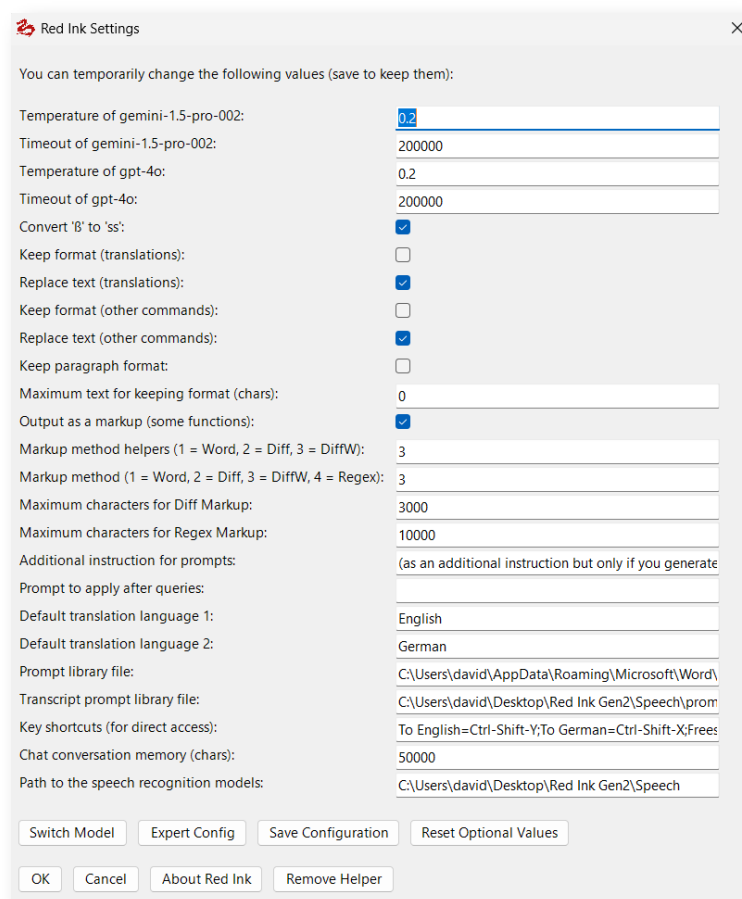 Red Ink Settings
You can temporarily change the following values (save to keep them):
Temperature of gemini-1.5-pro-002: 0.2
Timeout of gemini-1.5-pro-002: 200000
Temperature of gpt-4o: 0.2
Timeout of gpt-4o: 200000
Convert 'ß' to 'ss':
Keep format (translations):
Replace text (translations):
Keep format (other commands):
Replace text (other commands):
Keep paragraph format:
Maximum text for keeping format (chars): 0
Output as a markup (some functions):
Markup method helpers (1 = Word, 2 = Diff, 3 = DiffW): 3
Markup method (1 = Word, 2 = Diff, 3 = DiffW, 4 = Regex): 3
Maximum characters for Diff Markup: 3000
Maximum characters for Regex Markup: 10000
Additional instruction for prompts: (as an additional instruction but only if you generate
Prompt to apply after queries:
Default translation language 1: English
Default translation language 2: German
Prompt library file: C:\Users\david\AppData\Roaming\Microsoft\Word\
Transcript prompt library file: C:\Users\david\Desktop\Red Ink Gen2\Speech\prom
Key shortcuts (for direct access): To English=Ctrl-Shift-Y;To German=Ctrl-Shift-X;Frees
Chat conversation memory (chars): 50000
Path to the speech recognition models: C:\Users\david\Desktop\Red Ink Gen2\Speech
Switch Model Expert Config Save Configuration Reset Optional Values
OK Cancel About Red Ink Remove Helper